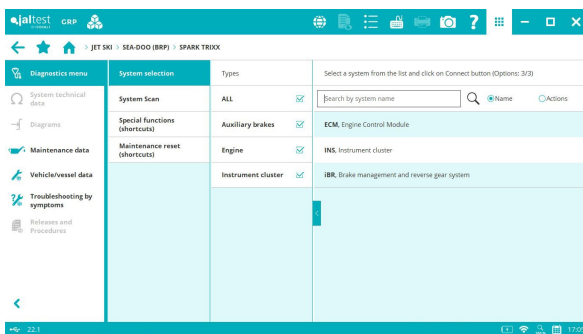 jaltest GRP
> JET SKI > SEA-DOO (BRP) > SPARK TRIXX
Diagnostics menu
System technical
data
Diagrams
Maintenance data
Vehicle/vessel data
Troubleshooting by
symptoms
Releases and
Procedures
System selection
System Scan
Special functions
(shortcuts)
Maintenance reset
(shortcuts)
Types
ALL
Auxiliary brakes
Engine
Instrument cluster
Select a system from the list and click on Connect button (Options: 3/3)
Search by system name
Name
Actions
ECM, Engine Control Module
INS, Instrument cluster
iBR, Brake management and reverse gear system
22.1